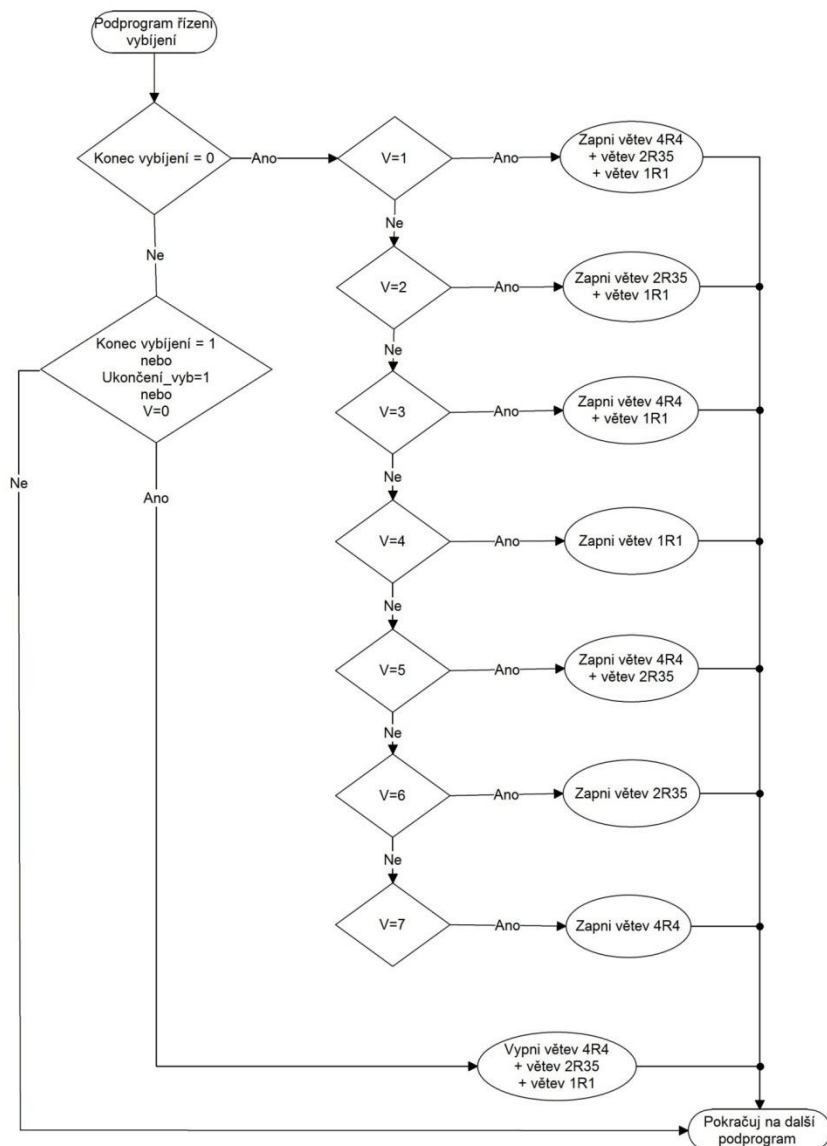 Podprogram řízení
vybíjení
Konec vybíjení = 0
Ano
V=1
Ano
Zapni větev 4R4
+ větev 2R35
+ větev 1R1
Ne
Ne
V=2
Ano
Zapni větev 2R35
+ větev 1R1
Konec vybíjení = 1
nebo
Ukončení_vyb=1
nebo
V=0
Ne
V=3
Ano
Zapni větev 4R4
+ větev 1R1
Ne
Ano
Ne
V=4
Ano
Zapni větev 1R1
Ne
V=5
Ano
Zapni větev 4R4
+ větev 2R35
Ne
V=6
Ano
Zapni větev 2R35
Ne
V=7
Ano
Zapni větev 4R4
Vypni větev 4R4
+ větev 2R35
+ větev 1R1
Pokračuj na další
podprogram